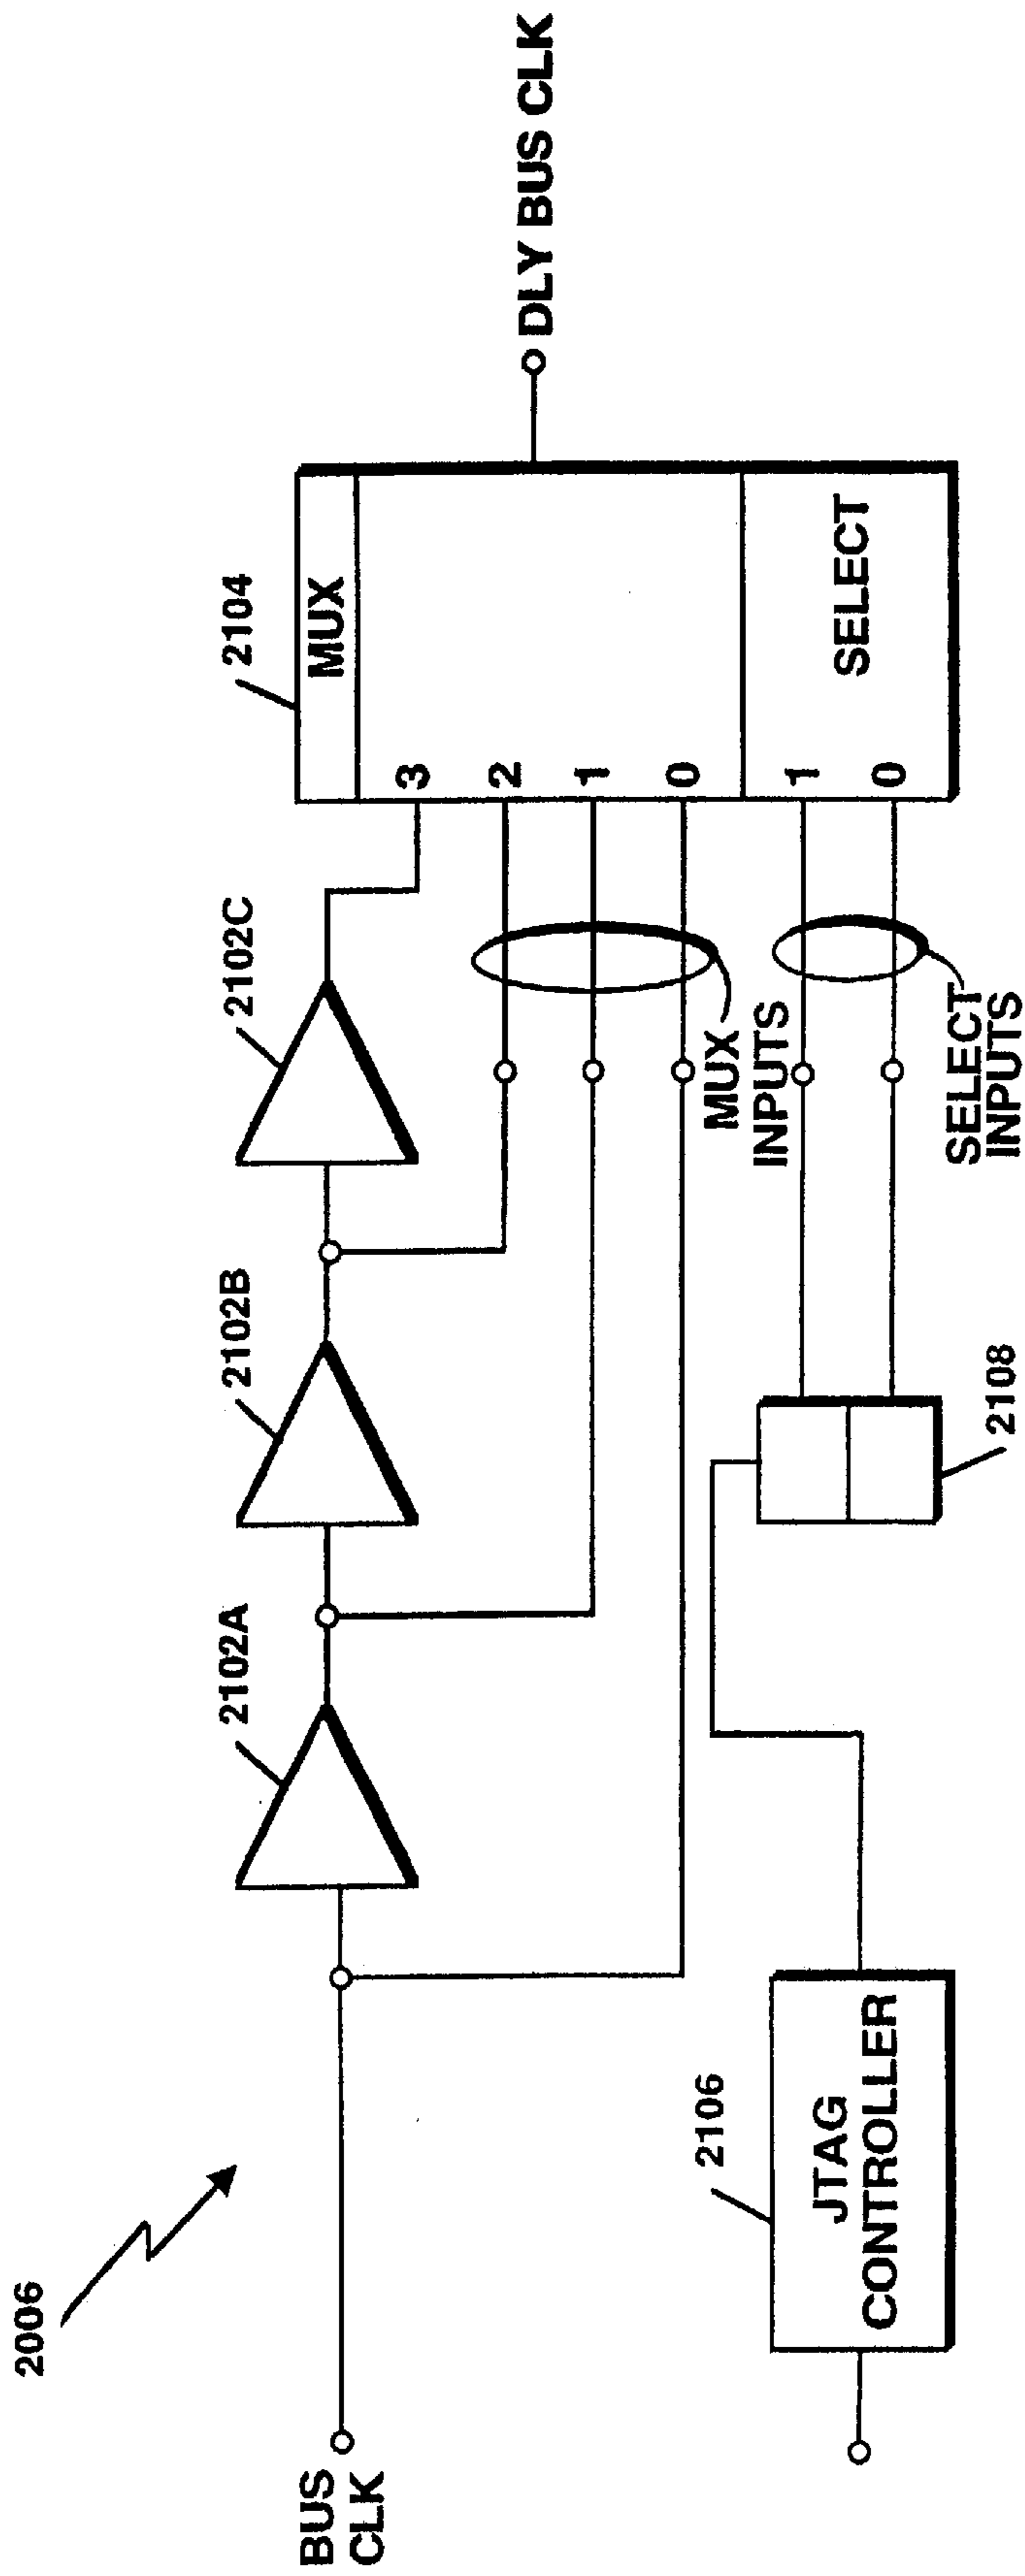 2006
BUS
CLK
2102A
2102B
2102C
2104
MUX
3
2
1
0
MUX
INPUTS
SELECT
1
0
SELECT
INPUTS
DLY BUS CLK
2106
JTAG
CONTROLLER
2108